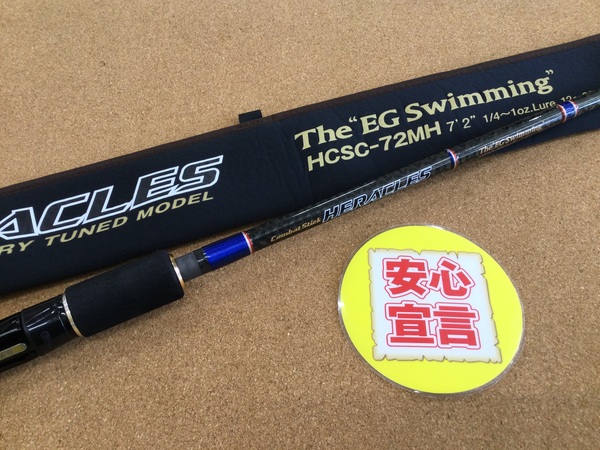 The "EG Swimming"
HCSC-72MH 7'2" 1/4~1oz.Lure
ACLES
RY TUNED MODEL
Combat Stick HERACLES The EG Swimming
安心
宣言